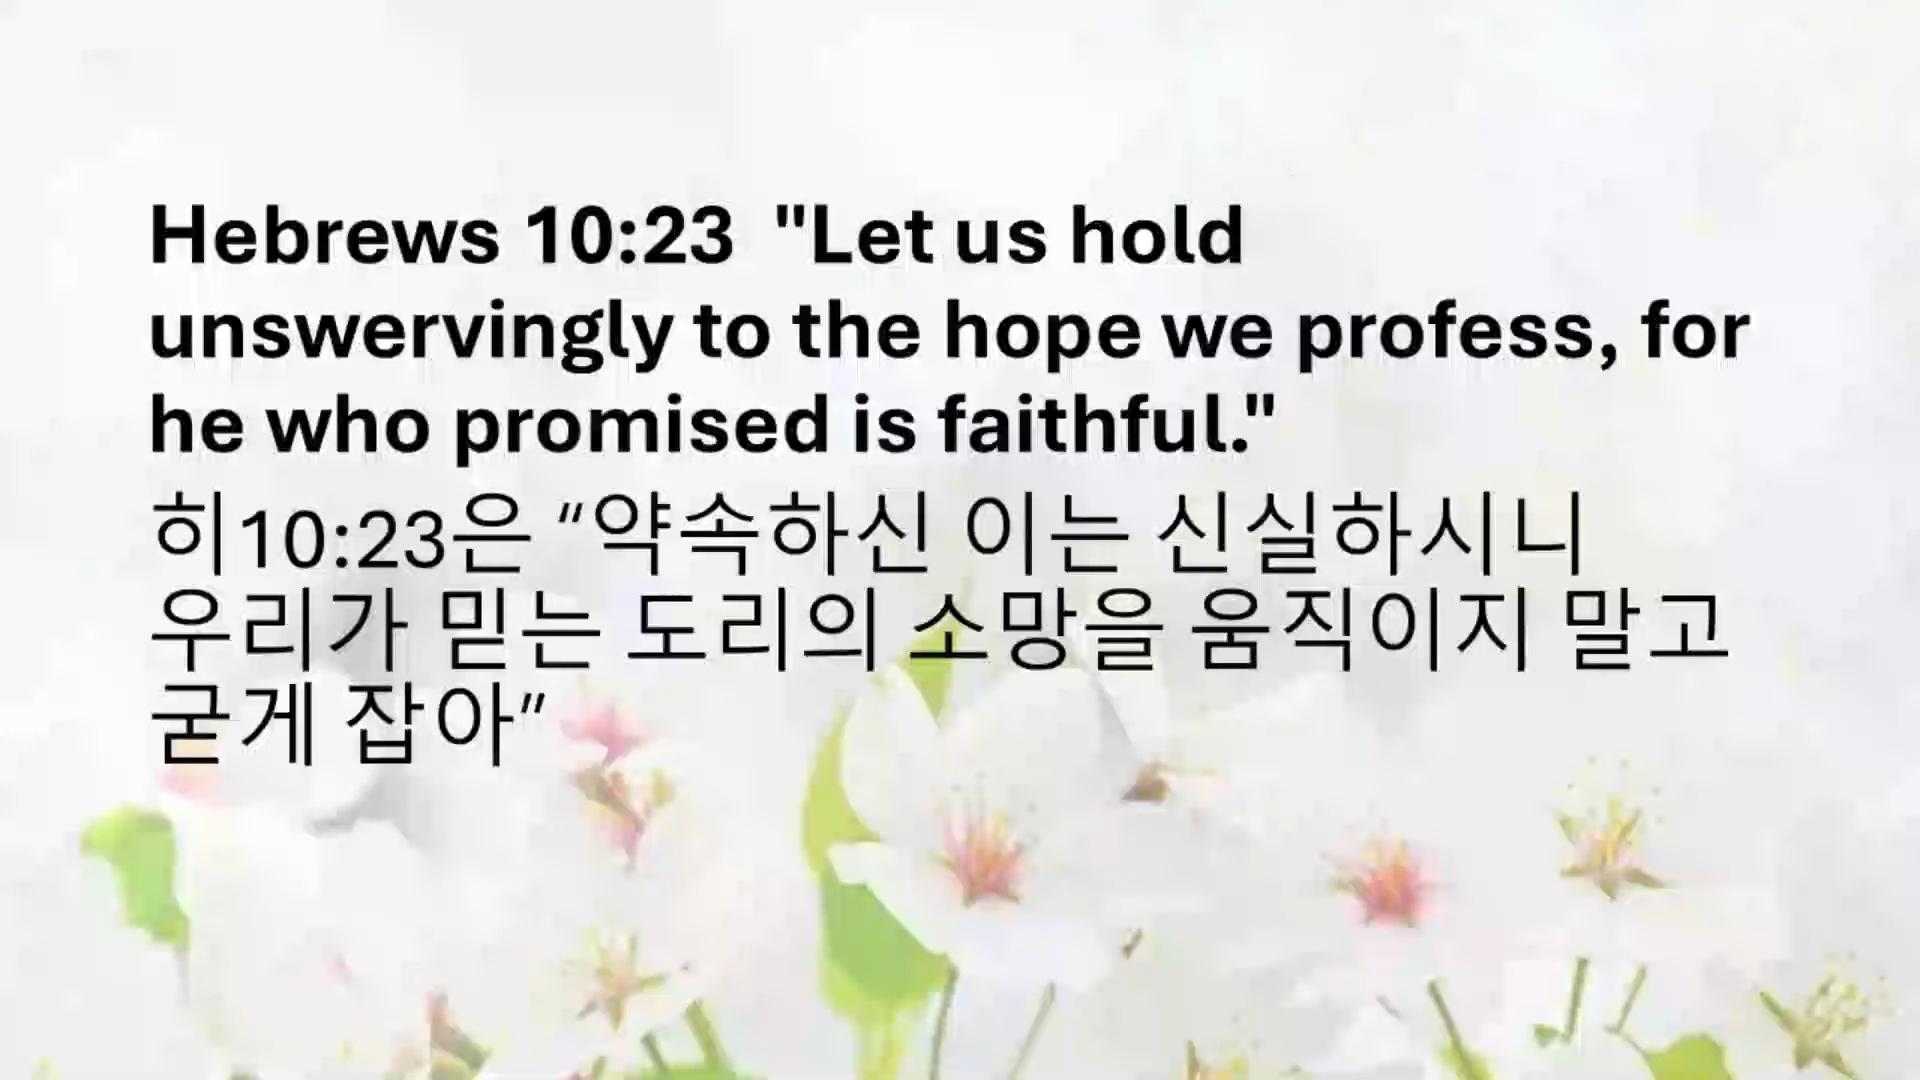 Hebrews 10:23  "Let us hold
unswervingly to the hope we profess, for
he who promised is faithful."
히10:23은 “약속하신 이는 신실하시니
우리가 믿는 도리의 소망을 움직이지 말고
굳게 잡아”